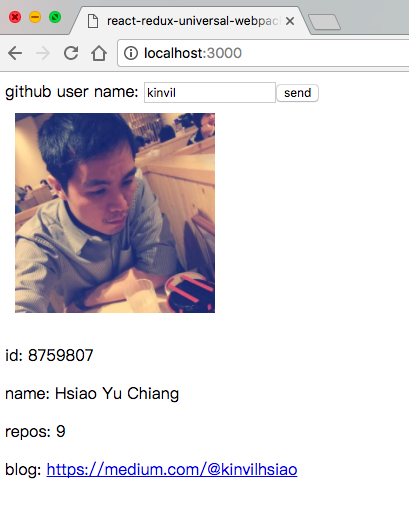 react-redux-universal-webpac
localhost:3000
github user name: kinvil send
id: 8759807
name: Hsiao Yu Chiang
repos: 9
blog: https://medium.com/@kinvilhsiao